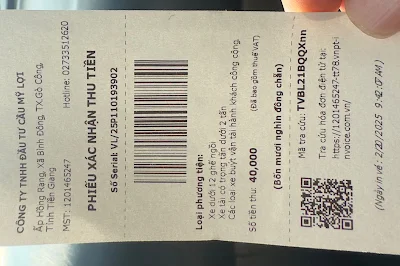 CÔNG TY TNHH ĐẦU TƯ CẦU MỸ LỢI
Ấp Hồng Rạng, Xã Bình Đông, TX.Gò Công,
Tỉnh Tiền Giang
MST: 1201465247 Hotline: 02733512620
PHIẾU XÁC NHẬN THU TIỀN
Số Serial: VL/25P110193902
Loại phương tiện:
Xe dưới 12 ghế ngồi
Xe tải có trọng tấn dưới 2 tấn
Các loại xe buýt vận tải hành khách công cộng,
Số tiền thu: 40,000 (Đã bao gồm thuế VAT)
(Bốn mươi nghìn đồng chẵn)
Mã tra cứu: TVBL21BQQXnn
Tra cứu hóa đơn điện tử tại:
https://1201465247-tt78.vnpt-i
nvoice.com.vn/
(Ngày in vé: 2/20/2025 9:42:07 AM)